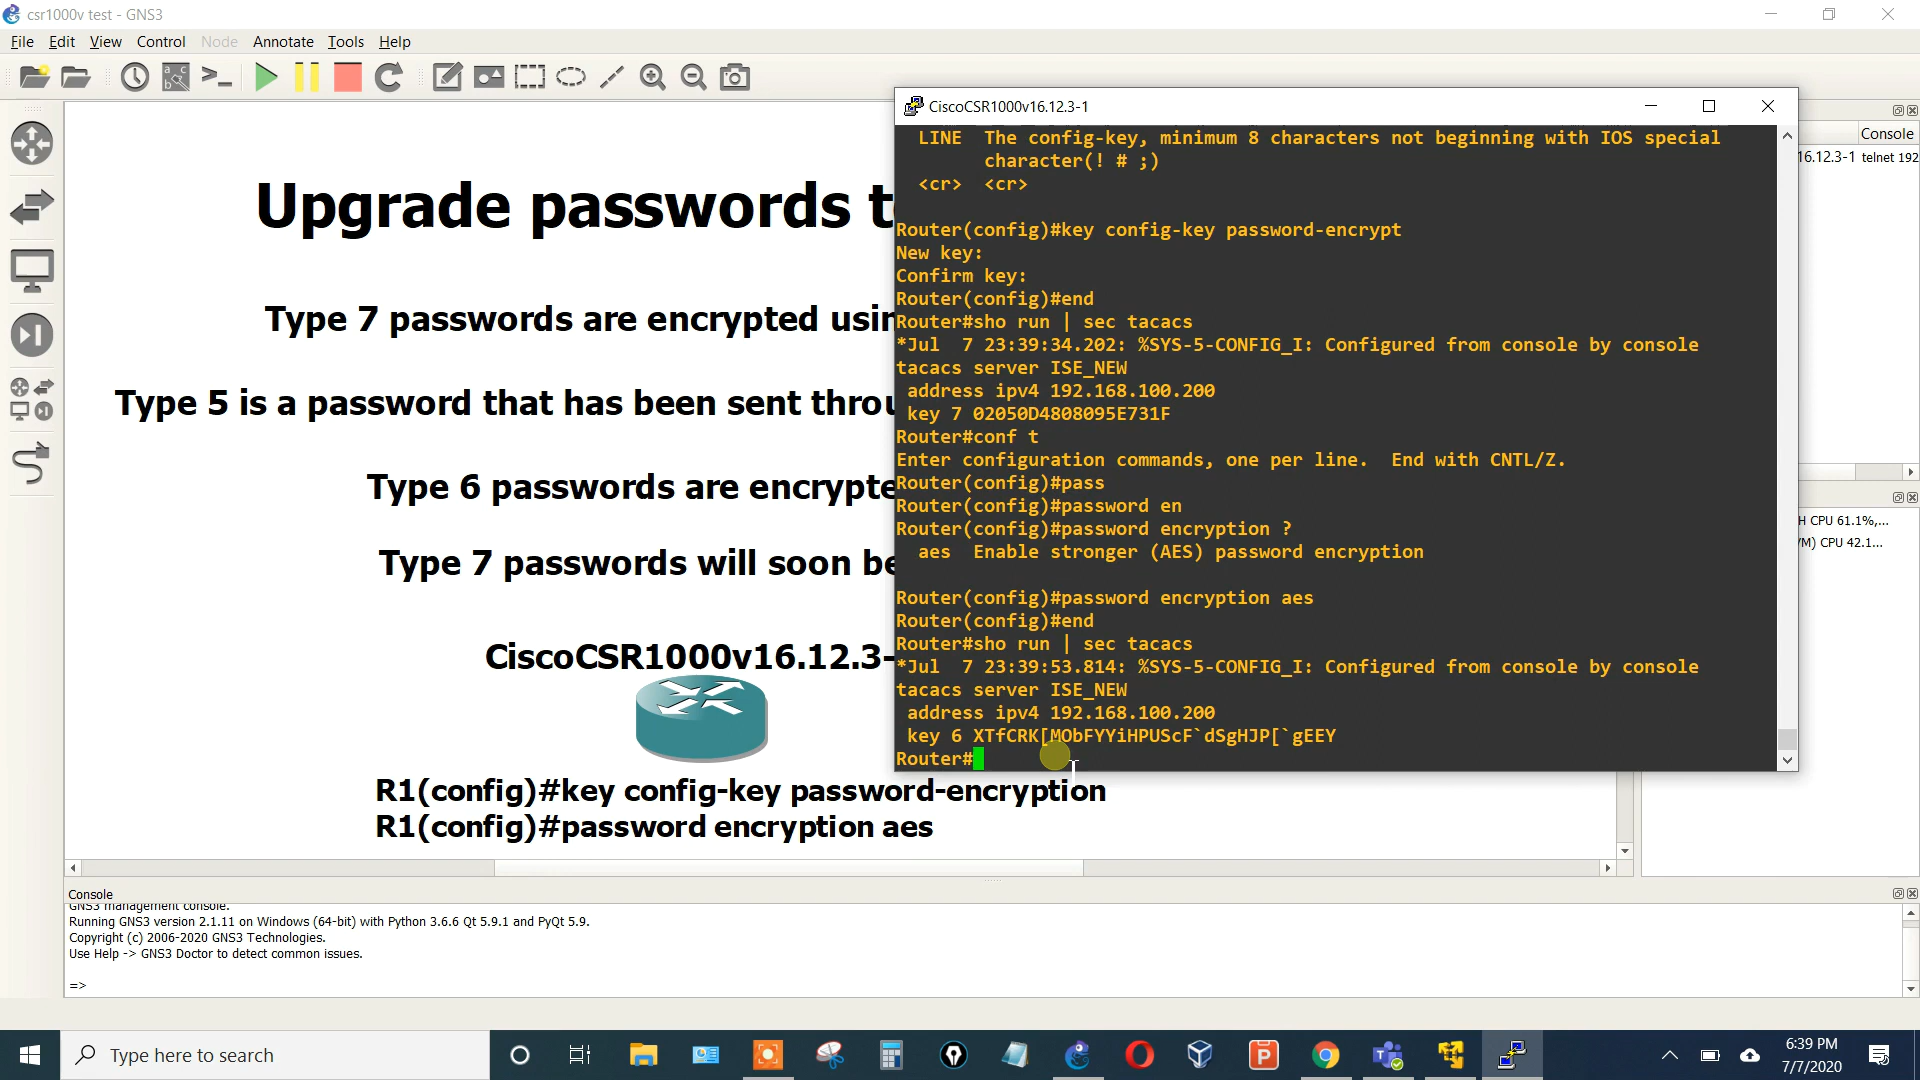 csr1000v test - GNS3
File Edit View Control Node Annotate Tools Help
Upgrade passwords t
Type 7 passwords are encrypted usin
Type 5 is a password that has been sent throu
Type 6 passwords are encrypte
Type 7 passwords will soon be
CiscoCSR1000v16.12.3-
R1(config)#key config-key password-encryption
R1(config)#password encryption aes
CiscoCSR1000v16.12.3-1
LINE The config-key, minimum 8 characters not beginning with IOS special
character(! # ;)
<cr> <cr>
Router(config)#key config-key password-encrypt
New key:
Confirm key:
Router(config)#end
Router#sho run | sec tacacs
*Jul 7 23:39:34.202: %SYS-5-CONFIG_I: Configured from console by console
tacacs server ISE_NEW
address ipv4 192.168.100.200
key 7 02050D4808095E731F
Router#conf t
Enter configuration commands, one per line. End with CNTL/Z.
Router(config)#pass
Router(config)#password en
Router(config)#password encryption ?
aes Enable stronger (AES) password encryption
Router(config)#password encryption aes
Router(config)#end
Router#sho run | sec tacacs
*Jul 7 23:39:53.814: %SYS-5-CONFIG_I: Configured from console by console
tacacs server ISE_NEW
address ipv4 192.168.100.200
key 6 XTfCRK[MObFYYiHPUScF`dSgHJP[`gEEY
Router#
Console
16.12.3-1 telnet 192
H CPU 61.1%,...
M) CPU 42.1...
Console
GNS3 management console.
Running GNS3 version 2.1.11 on Windows (64-bit) with Python 3.6.6 Qt 5.9.1 and PyQt 5.9.
Copyright (c) 2006-2020 GNS3 Technologies.
Use Help -> GNS3 Doctor to detect common issues.
=>
Type here to search
6:39 PM
7/7/2020